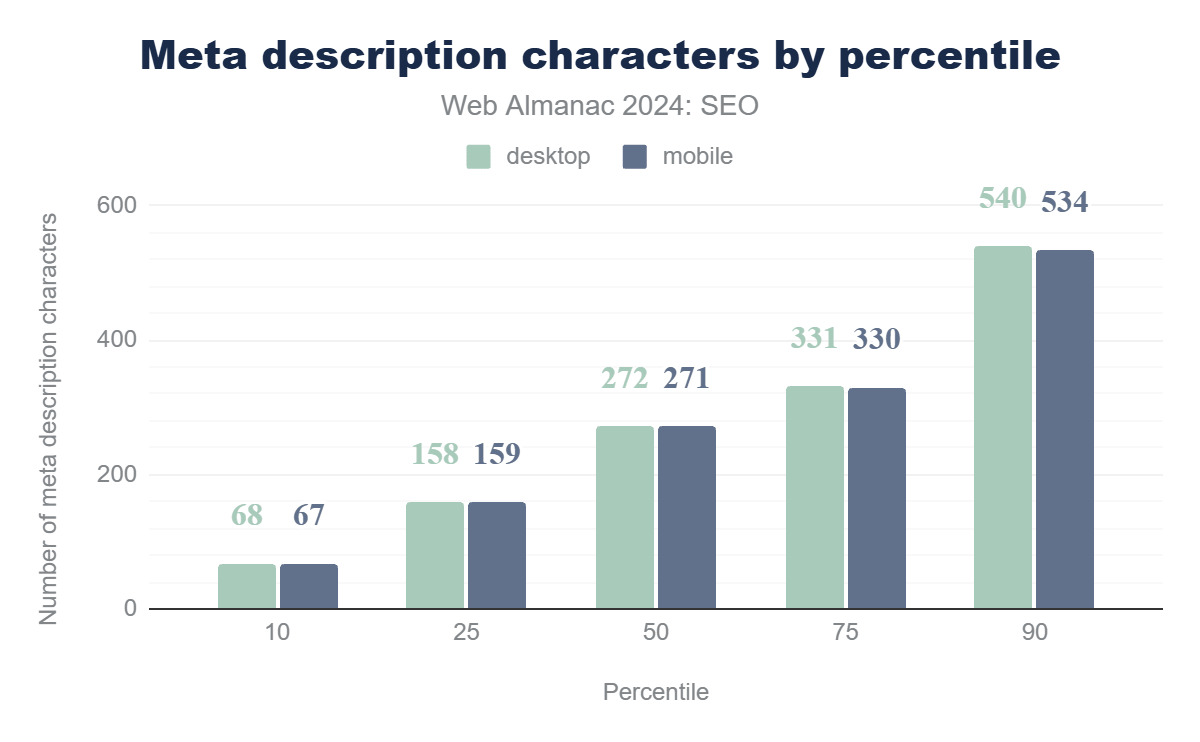 Meta description characters by percentile
Web Almanac 2024: SEO
desktop mobile
Number of meta description characters
600
400
200
0
540 534
331 330
272 271
158 159
68 67
10 25 50 75 90
Percentile